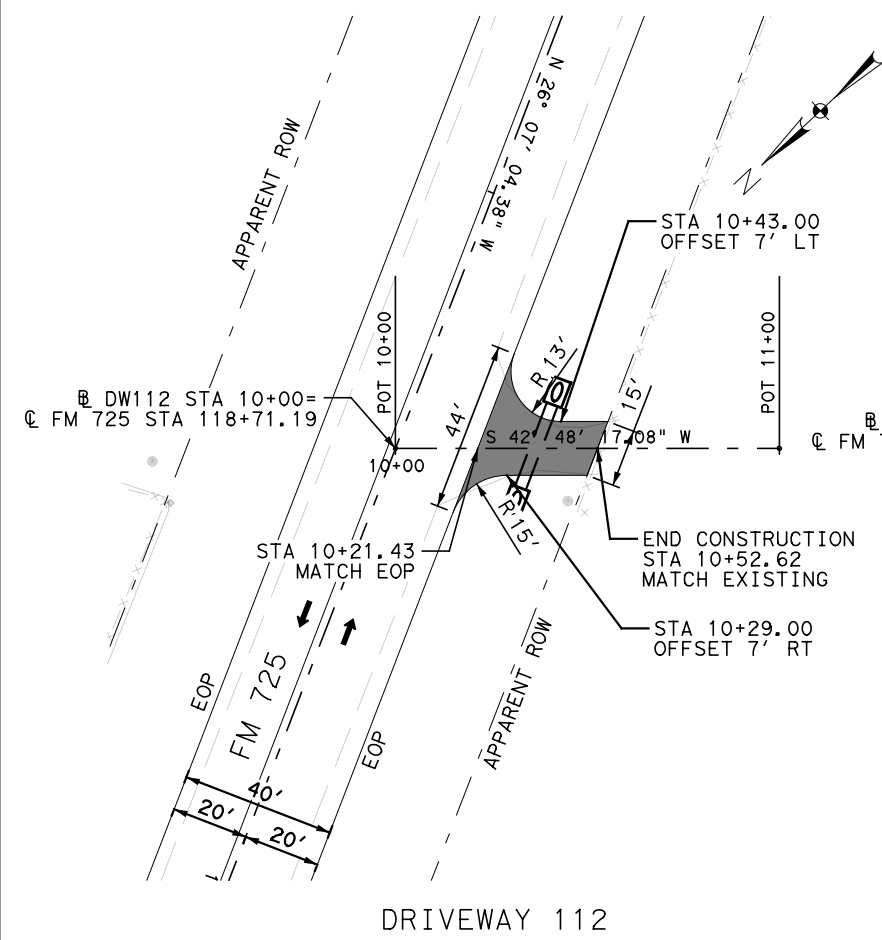 N 26° 07' 04.38" W
APPARENT ROW
N
STA 10+43.00
OFFSET 7' LT
POT 10+00
R 13'
POT 11+00
15'
℄ DW112 STA 10+00=
℄ FM 725 STA 118+71.19
44'
S 42° 48' 17.08" W
℄ FM
10+00
R 15'
STA 10+21.43
MATCH EOP
END CONSTRUCTION
STA 10+52.62
MATCH EXISTING
STA 10+29.00
OFFSET 7' RT
APPARENT ROW
EOP
FM 725
EOP
40'
20'
20'
DRIVEWAY 112